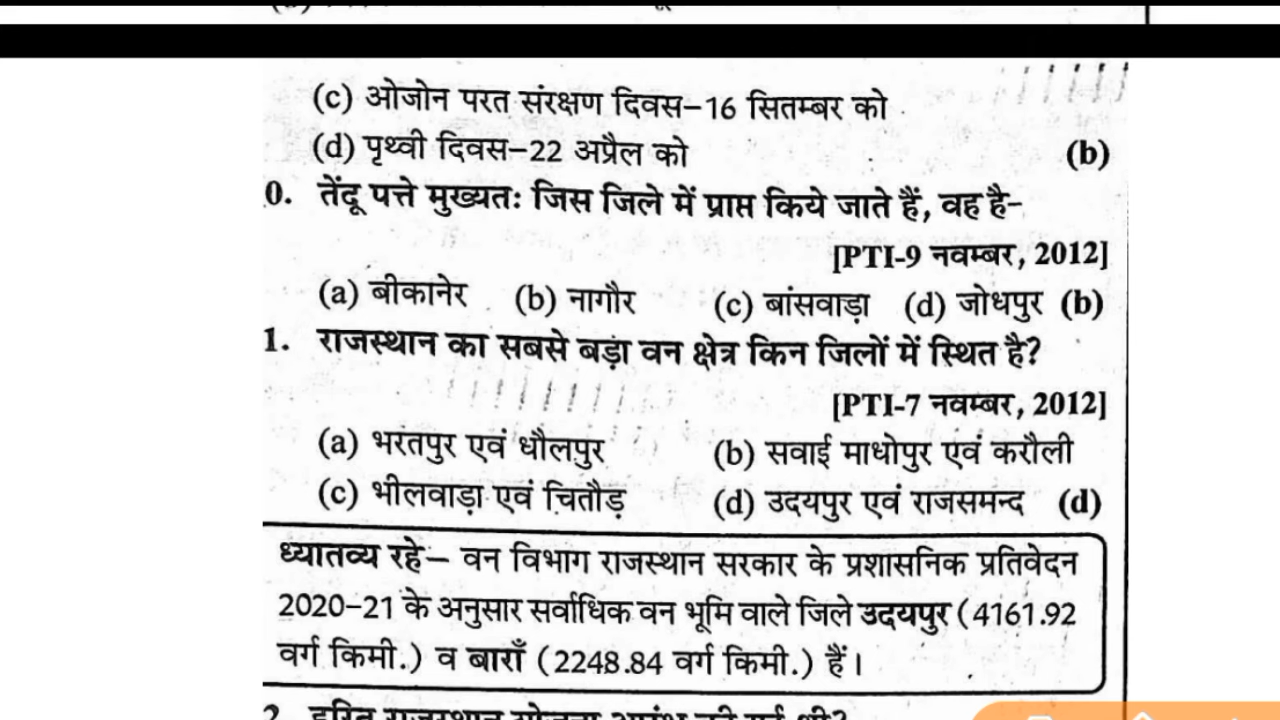 (c) ओजोन परत संरक्षण दिवस–16 सितम्बर को
(d) पृथ्वी दिवस–22 अप्रैल को (b)
0. तेंदू पत्ते मुख्यतः जिस जिले में प्राप्त किये जाते हैं, वह है–
[PTI-9 नवम्बर, 2012]
(a) बीकानेर (b) नागौर (c) बांसवाड़ा (d) जोधपुर (b)
1. राजस्थान का सबसे बड़ा वन क्षेत्र किन जिलों में स्थित है?
[PTI-7 नवम्बर, 2012]
(a) भरतपुर एवं धौलपुर (b) सवाई माधोपुर एवं करौली
(c) भीलवाड़ा एवं चितौड़ (d) उदयपुर एवं राजसमन्द (d)
ध्यातव्य रहे– वन विभाग राजस्थान सरकार के प्रशासनिक प्रतिवेदन
2020–21 के अनुसार सर्वाधिक वन भूमि वाले जिले उदयपुर (4161.92
वर्ग किमी.) व बाराँ (2248.84 वर्ग किमी.) हैं।